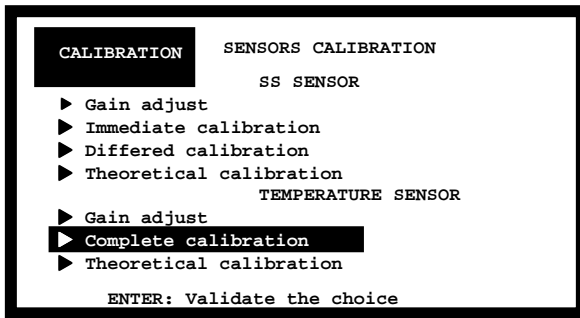 CALIBRATION SENSORS CALIBRATION
SS SENSOR
Gain adjust
Immediate calibration
Differed calibration
Theoretical calibration
TEMPERATURE SENSOR
Gain adjust
Complete calibration
Theoretical calibration
ENTER: Validate the choice